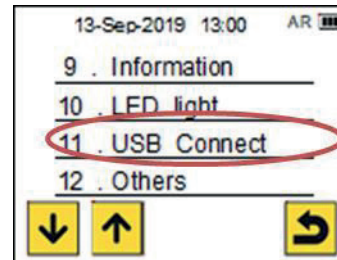 13-Sep-2019 13:00 AR
9 . Information
10 . LED light
11 . USB Connect
12 . Others